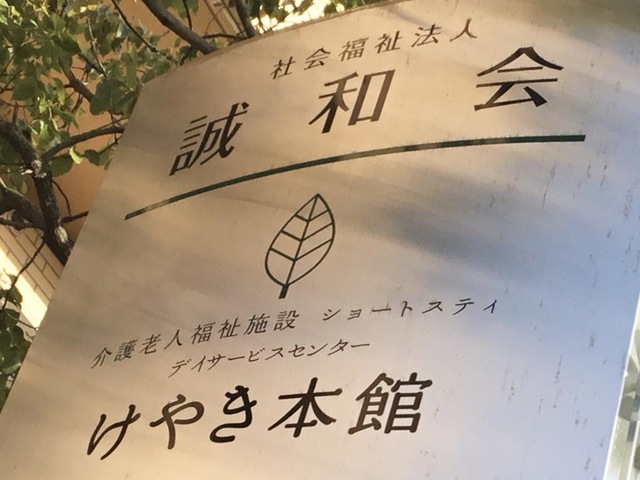 社会福祉法人
誠和会
介護老人福祉施設 ショートスティ
デイサービスセンター
けやき本館